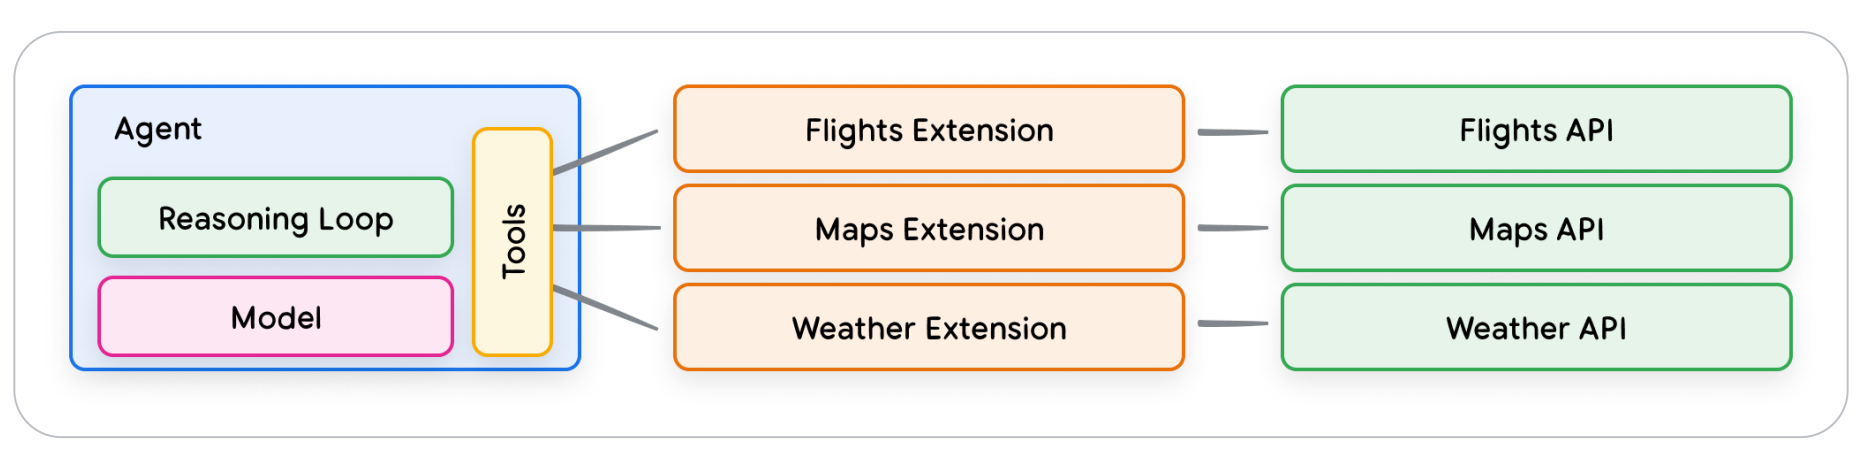 Agent
Reasoning Loop
Model
Tools
Flights Extension
Maps Extension
Weather Extension
Flights API
Maps API
Weather API